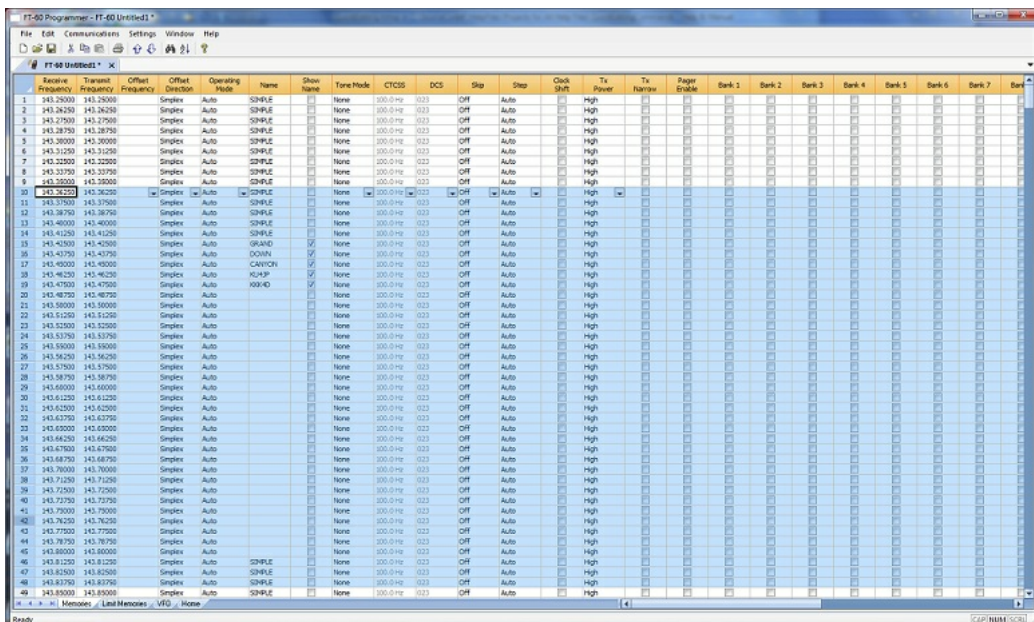 FT-60 Programmer - FT-60 Untitled1 *
File Edit Communications Settings Window Help
FT-60 Untitled1 * X
Receive Frequency Transmit Frequency Offset Frequency Offset Direction Operating Mode Name Show Name Tone Mode CTCSS DCS Skip Step Clock Shift Tx Power Tx Narrow Pager Enable Bank 1 Bank 2 Bank 3 Bank 4 Bank 5 Bank 6 Bank 7 Bank
1 143.25000 143.25000 Simplex Auto SIMPLE None 100.0 Hz 023 Off Auto High
2 143.26250 143.26250 Simplex Auto SIMPLE None 100.0 Hz 023 Off Auto High
3 143.27500 143.27500 Simplex Auto SIMPLE None 100.0 Hz 023 Off Auto High
4 143.28750 143.28750 Simplex Auto SIMPLE None 100.0 Hz 023 Off Auto High
5 143.30000 143.30000 Simplex Auto SIMPLE None 100.0 Hz 023 Off Auto High
6 143.31250 143.31250 Simplex Auto SIMPLE None 100.0 Hz 023 Off Auto High
7 143.32500 143.32500 Simplex Auto SIMPLE None 100.0 Hz 023 Off Auto High
8 143.33750 143.33750 Simplex Auto SIMPLE None 100.0 Hz 023 Off Auto High
9 143.35000 143.35000 Simplex Auto SIMPLE None 100.0 Hz 023 Off Auto High
10 143.36250 143.36250 Simplex Auto SIMPLE None 100.0 Hz 023 Off Auto High
11 143.37500 143.37500 Simplex Auto SIMPLE None 100.0 Hz 023 Off Auto High
12 143.38750 143.38750 Simplex Auto SIMPLE None 100.0 Hz 023 Off Auto High
13 143.40000 143.40000 Simplex Auto SIMPLE None 100.0 Hz 023 Off Auto High
14 143.41250 143.41250 Simplex Auto SIMPLE None 100.0 Hz 023 Off Auto High
15 143.42500 143.42500 Simplex Auto GRAND None 100.0 Hz 023 Off Auto High
16 143.43750 143.43750 Simplex Auto DOWN None 100.0 Hz 023 Off Auto High
17 143.45000 143.45000 Simplex Auto CANYON None 100.0 Hz 023 Off Auto High
18 143.46250 143.46250 Simplex Auto None 100.0 Hz 023 Off Auto High
19 143.47500 143.47500 Simplex Auto None 100.0 Hz 023 Off Auto High
20 143.48750 143.48750 Simplex Auto None 100.0 Hz 023 Off Auto High
21 143.50000 143.50000 Simplex Auto None 100.0 Hz 023 Off Auto High
22 143.51250 143.51250 Simplex Auto None 100.0 Hz 023 Off Auto High
23 143.52500 143.52500 Simplex Auto None 100.0 Hz 023 Off Auto High
24 143.53750 143.53750 Simplex Auto None 100.0 Hz 023 Off Auto High
25 143.55000 143.55000 Simplex Auto None 100.0 Hz 023 Off Auto High
26 143.56250 143.56250 Simplex Auto None 100.0 Hz 023 Off Auto High
27 143.57500 143.57500 Simplex Auto None 100.0 Hz 023 Off Auto High
28 143.58750 143.58750 Simplex Auto None 100.0 Hz 023 Off Auto High
29 143.60000 143.60000 Simplex Auto None 100.0 Hz 023 Off Auto High
30 143.61250 143.61250 Simplex Auto None 100.0 Hz 023 Off Auto High
31 143.62500 143.62500 Simplex Auto None 100.0 Hz 023 Off Auto High
32 143.63750 143.63750 Simplex Auto None 100.0 Hz 023 Off Auto High
33 143.65000 143.65000 Simplex Auto None 100.0 Hz 023 Off Auto High
34 143.66250 143.66250 Simplex Auto None 100.0 Hz 023 Off Auto High
35 143.67500 143.67500 Simplex Auto None 100.0 Hz 023 Off Auto High
36 143.68750 143.68750 Simplex Auto None 100.0 Hz 023 Off Auto High
37 143.70000 143.70000 Simplex Auto None 100.0 Hz 023 Off Auto High
38 143.71250 143.71250 Simplex Auto None 100.0 Hz 023 Off Auto High
39 143.72500 143.72500 Simplex Auto None 100.0 Hz 023 Off Auto High
40 143.73750 143.73750 Simplex Auto None 100.0 Hz 023 Off Auto High
41 143.75000 143.75000 Simplex Auto None 100.0 Hz 023 Off Auto High
42 143.76250 143.76250 Simplex Auto None 100.0 Hz 023 Off Auto High
43 143.77500 143.77500 Simplex Auto None 100.0 Hz 023 Off Auto High
44 143.78750 143.78750 Simplex Auto None 100.0 Hz 023 Off Auto High
45 143.80000 143.80000 Simplex Auto None 100.0 Hz 023 Off Auto High
46 143.81250 143.81250 Simplex Auto SIMPLE None 100.0 Hz 023 Off Auto High
47 143.82500 143.82500 Simplex Auto SIMPLE None 100.0 Hz 023 Off Auto High
48 143.83750 143.83750 Simplex Auto SIMPLE None 100.0 Hz 023 Off Auto High
49 143.85000 143.85000 Simplex Auto SIMPLE None 100.0 Hz 023 Off Auto High
Memories Limit Memories VFO Home
Ready CAP NUM SCRL